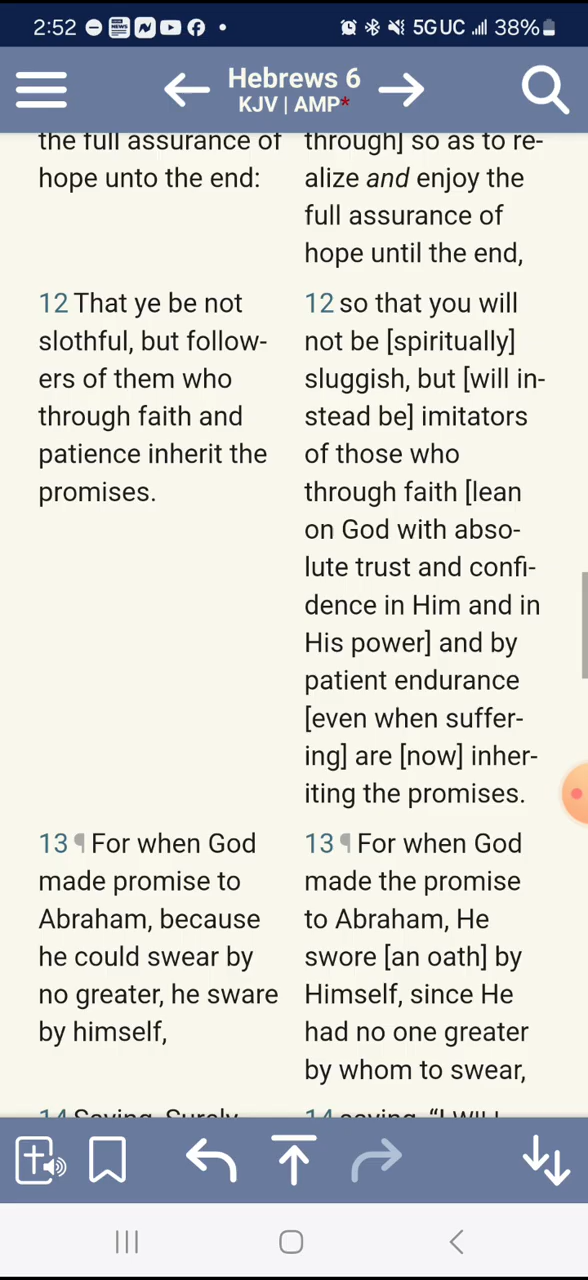 2:52 5GUC 38%
Hebrews 6
KJV | AMP*
the full assurance of
hope unto the end:
through] so as to re-
alize and enjoy the
full assurance of
hope until the end,
12 That ye be not
slothful, but follow-
ers of them who
through faith and
patience inherit the
promises.
12 so that you will
not be [spiritually]
sluggish, but [will in-
stead be] imitators
of those who
through faith [lean
on God with abso-
lute trust and confi-
dence in Him and in
His power] and by
patient endurance
[even when suffer-
ing] are [now] inher-
iting the promises.
13 ¶ For when God
made promise to
Abraham, because
he could swear by
no greater, he sware
by himself,
13 ¶ For when God
made the promise
to Abraham, He
swore [an oath] by
Himself, since He
had no one greater
by whom to swear,
14 Saying, Surely
14 saying, “I WILL